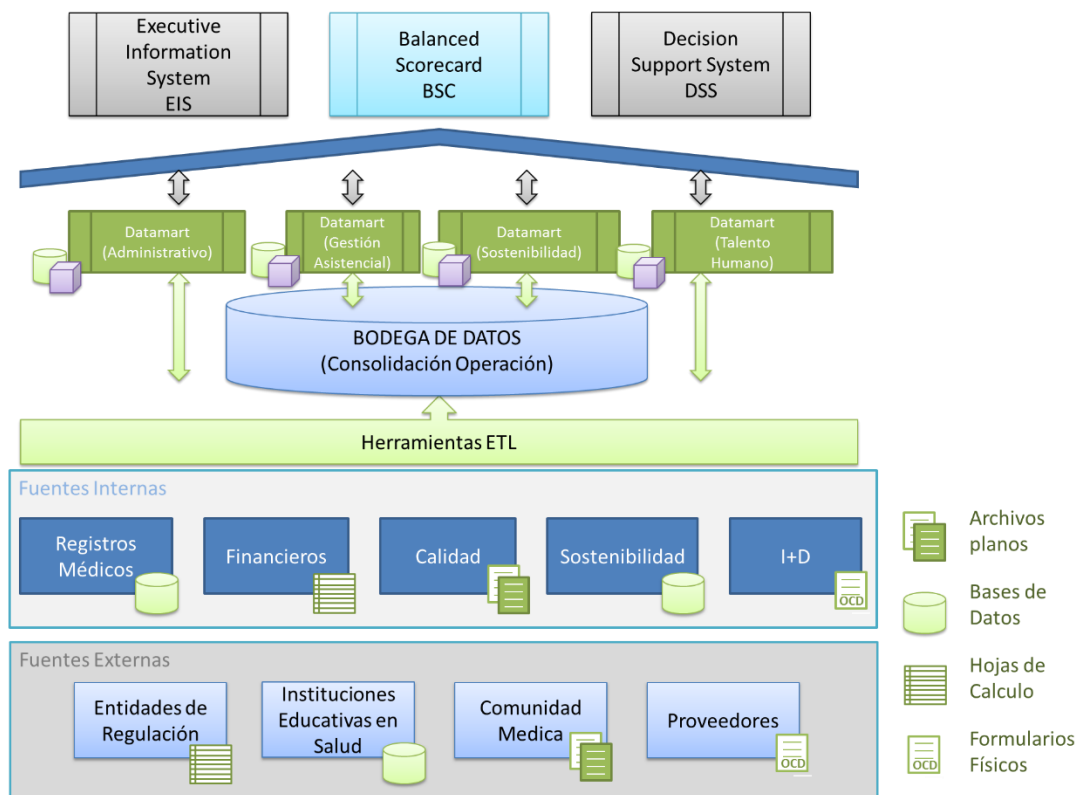 Executive
Information
System
EIS
Balanced
Scorecard
BSC
Decision
Support System
DSS
Datamart
(Administrativo)
Datamart
(Gestión
Asistencial)
Datamart
(Sostenibilidad)
Datamart
(Talento
Humano)
BODEGA DE DATOS
(Consolidación Operación)
Herramientas ETL
Fuentes Internas
Registros
Médicos
Financieros
Calidad
Sostenibilidad
I+D
OCD
Fuentes Externas
Entidades de
Regulación
Instituciones
Educativas en
Salud
Comunidad
Medica
Proveedores
OCD
Archivos
planos
Bases de
Datos
Hojas de
Calculo
OCD
Formularios
Físicos